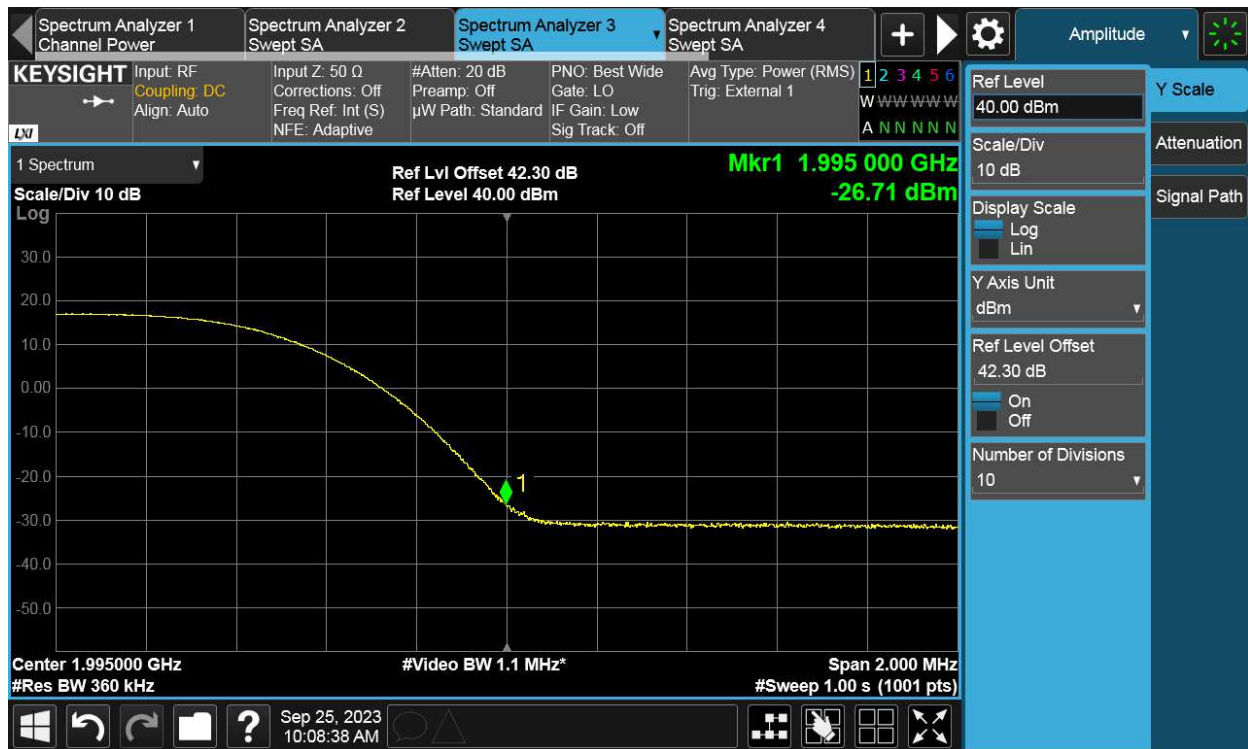 Spectrum Analyzer 1
Channel Power
Spectrum Analyzer 2
Swept SA
Spectrum Analyzer 3
Swept SA
Spectrum Analyzer 4
Swept SA
+
Amplitude
KEYSIGHT
LXI
Input: RF
Coupling: DC
Align: Auto
Input Z: 50 Ω
Corrections: Off
Freq Ref: Int (S)
NFE: Adaptive
#Atten: 20 dB
Preamp: Off
µW Path: Standard
PNO: Best Wide
Gate: LO
IF Gain: Low
Sig Track: Off
Avg Type: Power (RMS)
Trig: External 1
1 2 3 4 5 6
W W W W W W
A N N N N N
1 Spectrum
Scale/Div 10 dB
Log
Ref Lvl Offset 42.30 dB
Ref Level 40.00 dBm
Mkr1 1.995 000 GHz
-26.71 dBm
30.0
20.0
10.0
0.00
-10.0
-20.0
-30.0
-40.0
-50.0
1
Center 1.995000 GHz
#Res BW 360 kHz
#Video BW 1.1 MHz*
Span 2.000 MHz
#Sweep 1.00 s (1001 pts)
Ref Level
40.00 dBm
Scale/Div
10 dB
Display Scale
Log
Lin
Y Axis Unit
dBm
Ref Level Offset
42.30 dB
On
Off
Number of Divisions
10
Y Scale
Attenuation
Signal Path
?
Sep 25, 2023
10:08:38 AM